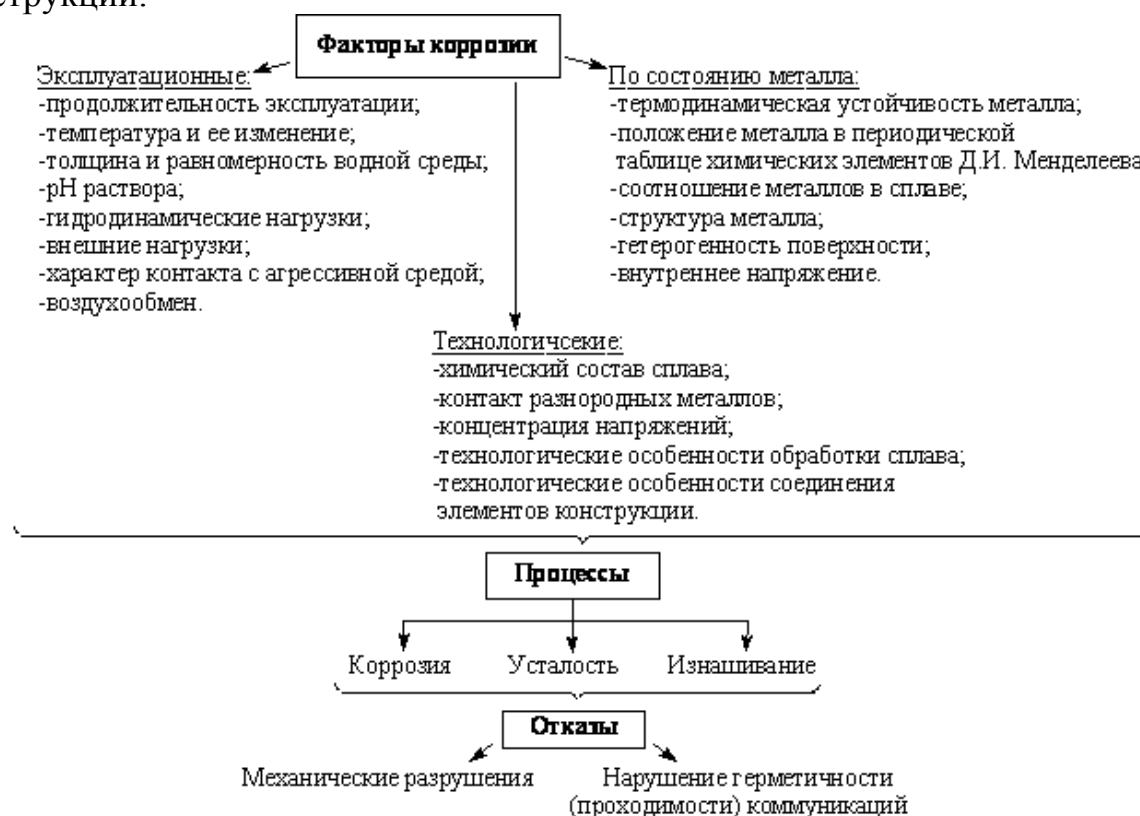 струкции.
Факторы коррозии
Эксплуатационные:
-продолжительность эксплуатации;
-температура и ее изменение;
-толщина и равномерность водной среды;
-pH раствора;
-гидродинамические нагрузки;
-внешние нагрузки;
-характер контакта с агрессивной средой;
-воздухообмен.
По состоянию металла:
-термодинамическая устойчивость металла;
-положение металла в периодической
таблице химических элементов Д.И. Менделеева
-соотношение металлов в сплаве;
-структура металла;
-гетерогенность поверхности;
-внутреннее напряжение.
Технологичсекие:
-химический состав сплава;
-контакт разнородных металлов;
-концентрация напряжений;
-технологические особенности обработки сплава;
-технологические особенности соединения
элементов конструкции.
Процессы
Коррозия Усталость Изнашивание
Отказы
Механические разрушения
Нарушение герметичности
(проходимости) коммуникаций